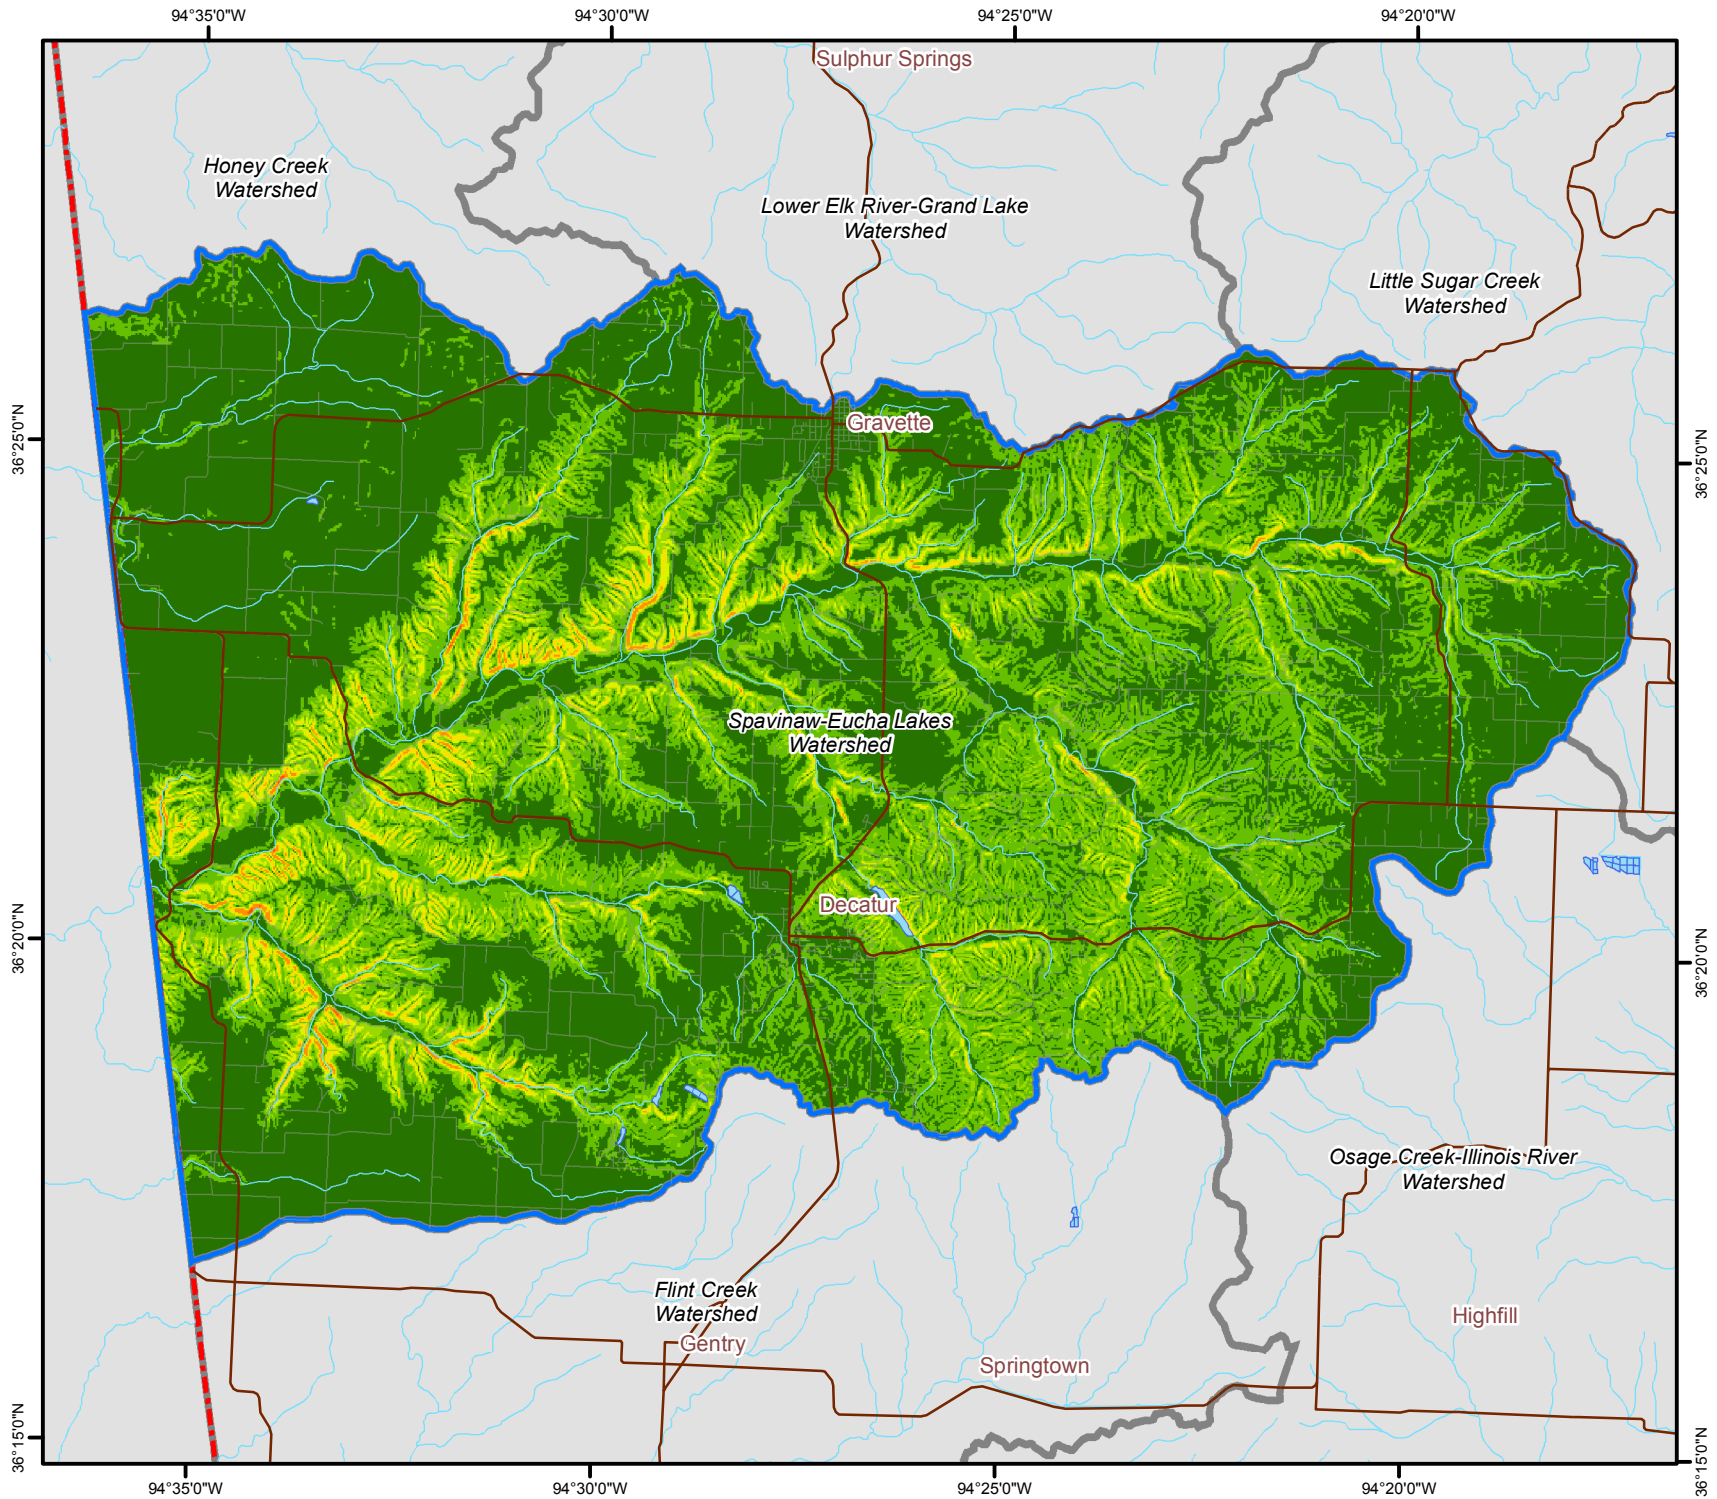 94°35'0"W
94°30'0"W
94°25'0"W
94°20'0"W
Sulphur Springs
Honey Creek
Watershed
Lower Elk River-Grand Lake
Watershed
Little Sugar Creek
Watershed
Gravette
36°25'0"N
36°25'0"N
Spavinaw-Eucha Lakes
Watershed
Decatur
36°20'0"N
36°20'0"N
Osage Creek-Illinois River
Watershed
Flint Creek
Watershed
Gentry
Highfill
Springtown
36°15'0"N
36°15'0"N
94°35'0"W
94°30'0"W
94°25'0"W
94°20'0"W